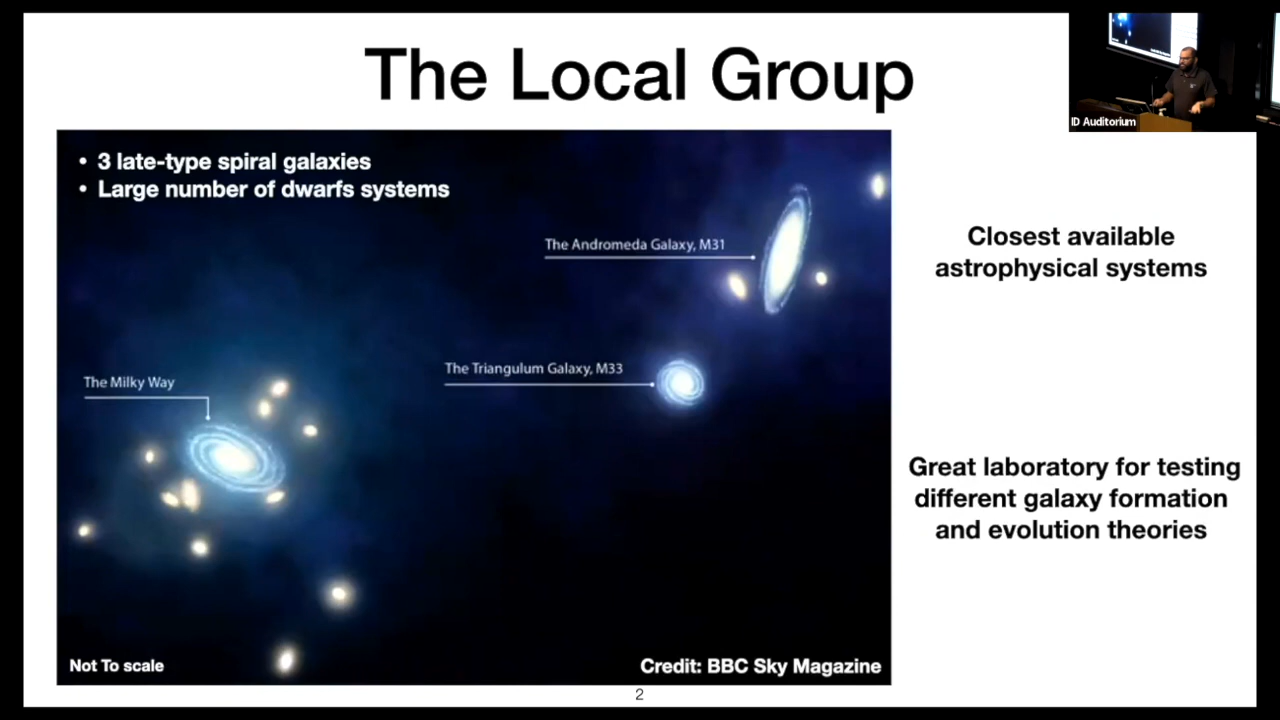 The Local Group
ID Auditorium
• 3 late-type spiral galaxies
• Large number of dwarfs systems
The Andromeda Galaxy, M31
The Triangulum Galaxy, M33
The Milky Way
Not To scale
Credit: BBC Sky Magazine
Closest available
astrophysical systems
Great laboratory for testing
different galaxy formation
and evolution theories
2